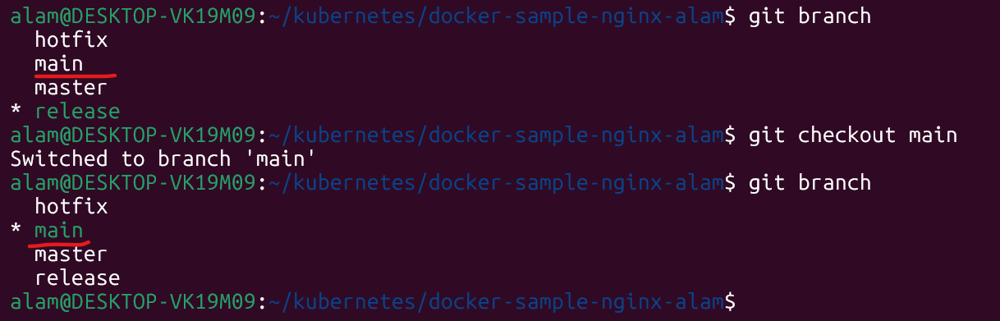 alam@DESKTOP-VK19M09:~/kubernetes/docker-sample-nginx-alam$ git branch
  hotfix
  main
  master
* release
alam@DESKTOP-VK19M09:~/kubernetes/docker-sample-nginx-alam$ git checkout main
Switched to branch 'main'
alam@DESKTOP-VK19M09:~/kubernetes/docker-sample-nginx-alam$ git branch
  hotfix
* main
  master
  release
alam@DESKTOP-VK19M09:~/kubernetes/docker-sample-nginx-alam$